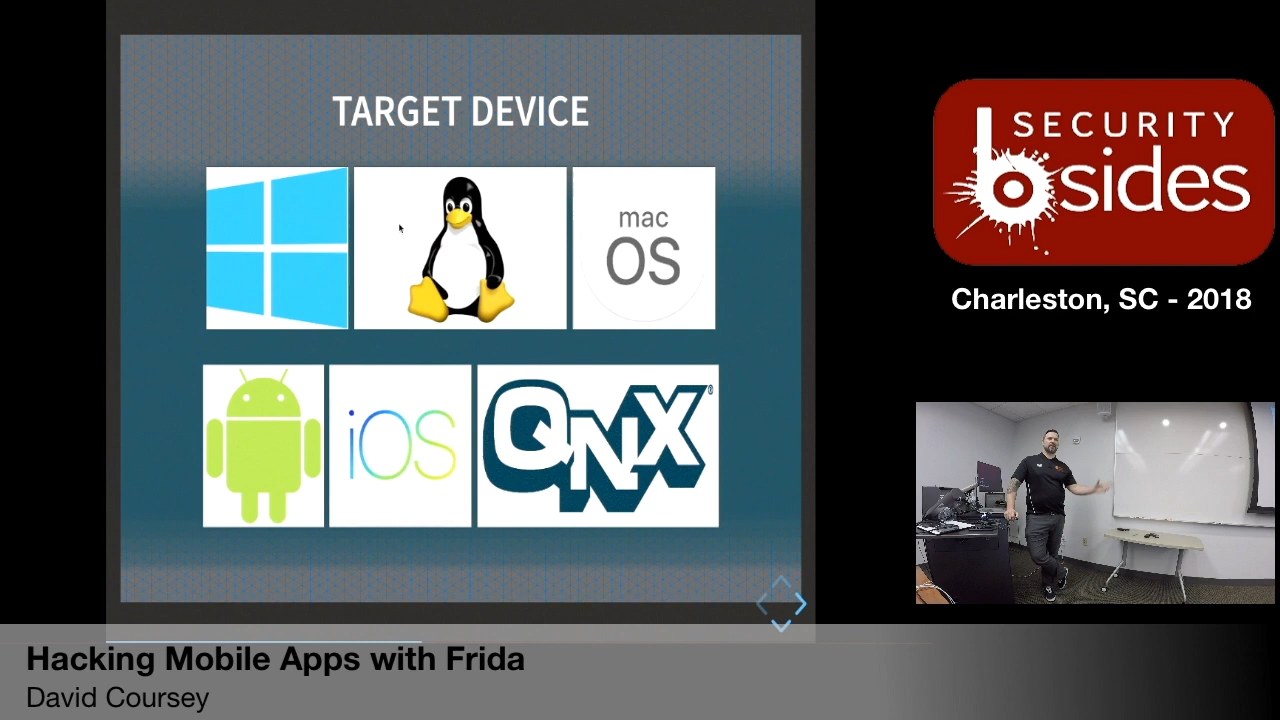 TARGET DEVICE
mac
OS
iOS
QNX®
SECURITY
bsides
Charleston, SC - 2018
Hacking Mobile Apps with Frida
David Coursey